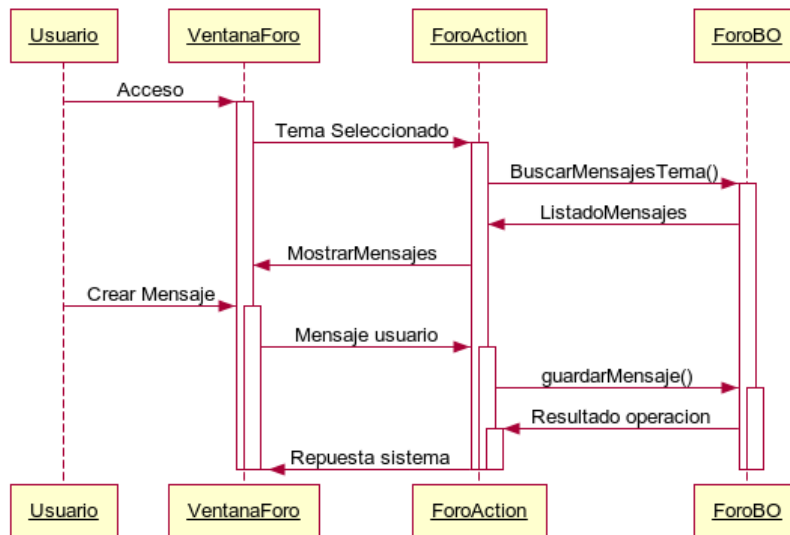 Usuario VentanaForo ForoAction ForoBO
Acceso
Tema Seleccionado
BuscarMensajesTema()
ListadoMensajes
MostrarMensajes
Crear Mensaje
Mensaje usuario
guardarMensaje()
Resultado operacion
Repuesta sistema
Usuario VentanaForo ForoAction ForoBO